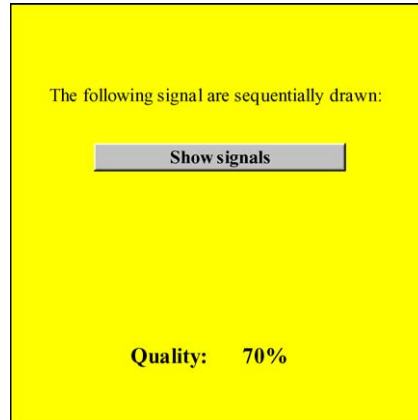 The following signal are sequentially drawn:
Show signals
Quality: 70%